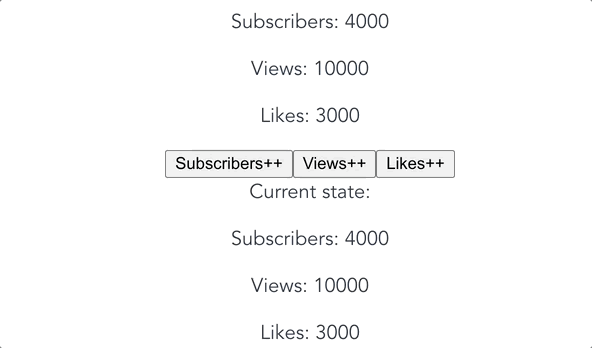 Subscribers: 4000
Views: 10000
Likes: 3000
Subscribers++ Views++ Likes++
Current state:
Subscribers: 4000
Views: 10000
Likes: 3000